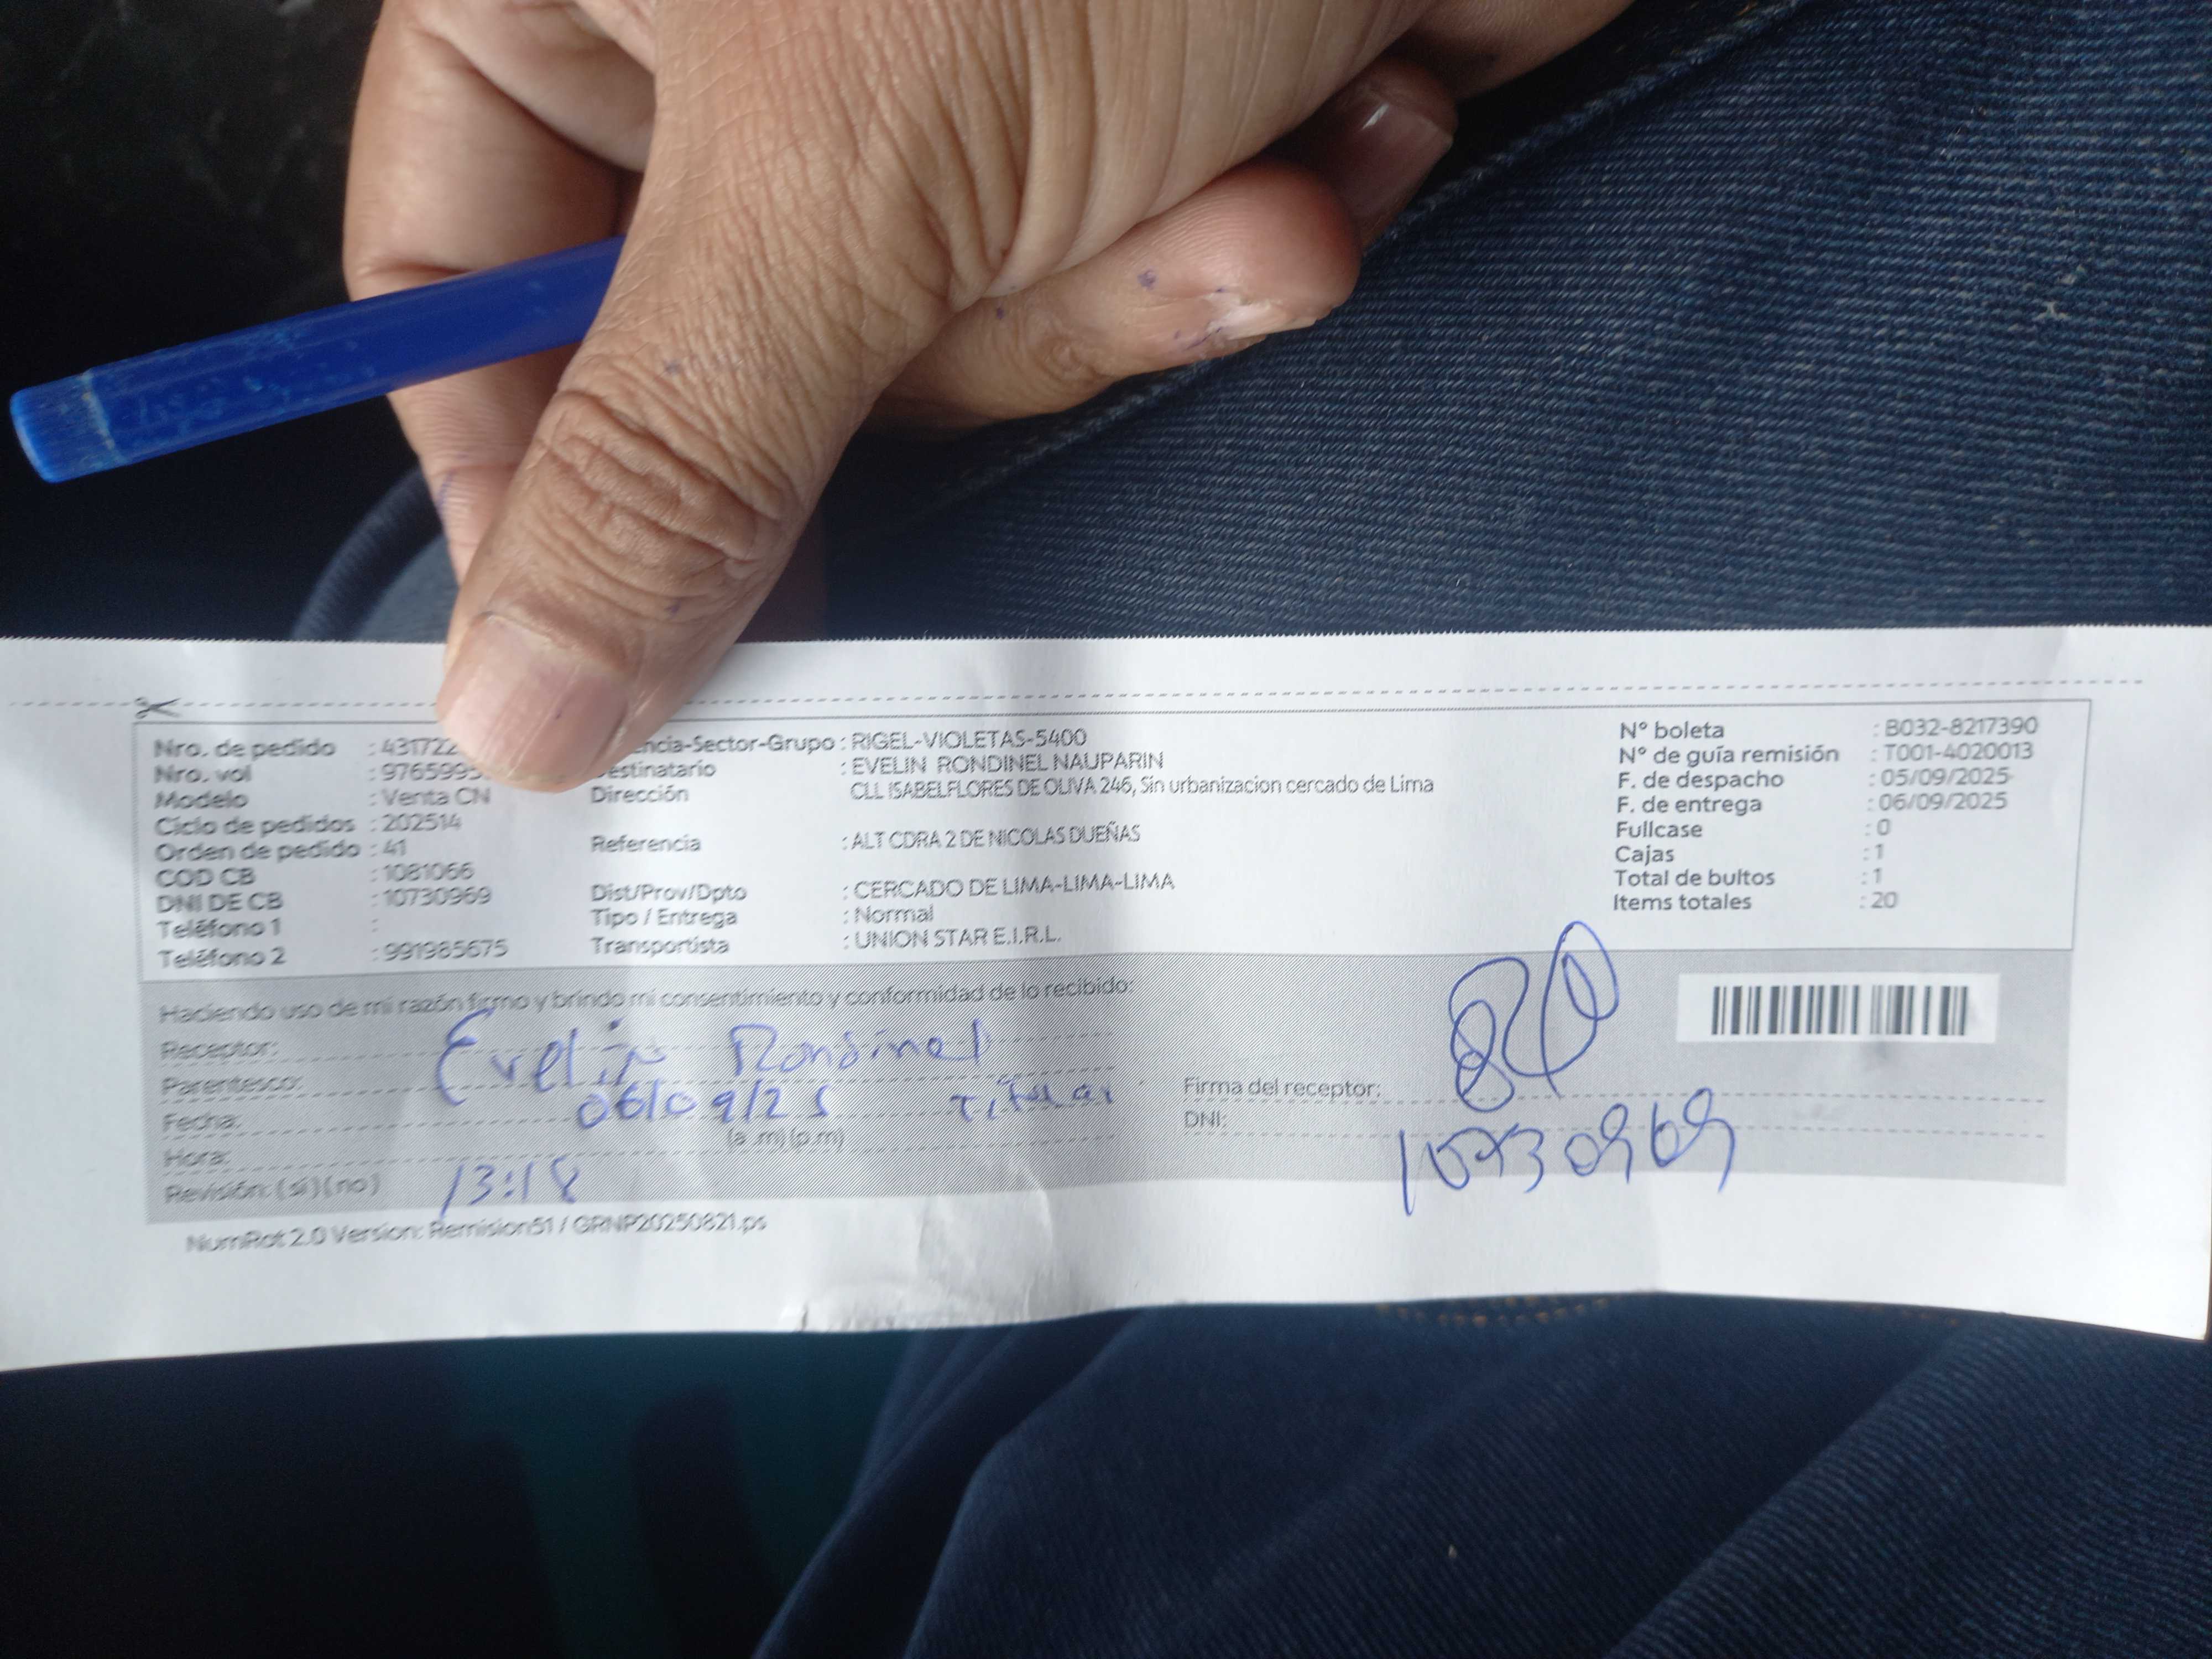 Nro. de pedido : 431722
Nro. vol : 9765995
Modelo : Venta CN
Ciclo de pedidos : 202514
Orden de pedido : 41
COD CB : 1081066
DNI DE CB : 10730969
Teléfono 1 :
Teléfono 2 : 991985675
ncia-Sector-Grupo : RIGEL-VIOLETAS-5400
estinatario : EVELIN RONDINEL NAUPARIN
Dirección CLL ISABELFLORES DE OLIVA 246, Sin urbanizacion cercado de Lima
Referencia : ALT CDRA 2 DE NICOLAS DUEÑAS
Dist/Prov/Dpto : CERCADO DE LIMA-LIMA-LIMA
Tipo / Entrega : Normal
Transportista : UNION STAR E.I.R.L.
N° boleta : B032-8217390
N° de guía remisión : T001-4020013
F. de despacho : 05/09/2025
F. de entrega : 06/09/2025
Fullcase : 0
Cajas : 1
Total de bultos : 1
Items totales : 20
Haciendo uso de mi razón firmo y brindo mi consentimiento y conformidad de lo recibido:
Receptor: Evelin Rondinel
Parentesco: Titular
Fecha: 06/09/25
Hora: (a .m) (p.m)
Revisión: (si) (no) 13:18
Firma del receptor:
DNI: 10730969
NumRot 2.0 Version: Remision51 / GRNP20250821.ps